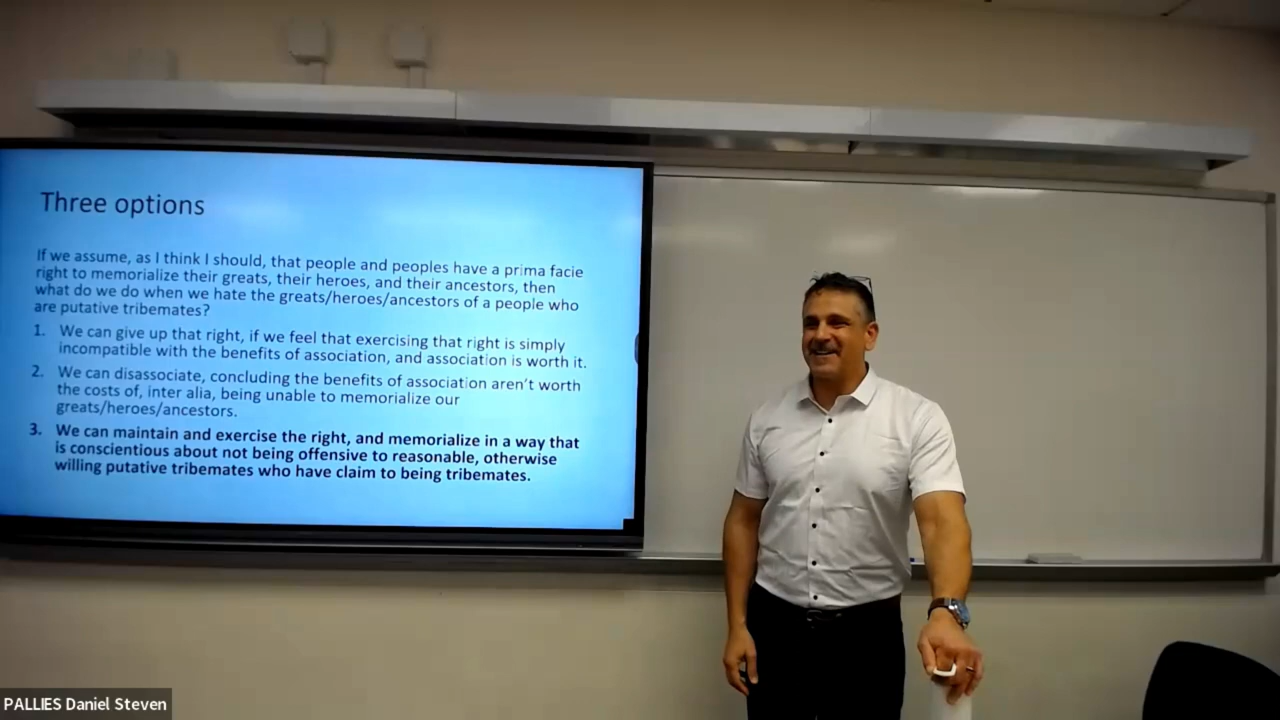 Three options
If we assume, as I think I should, that people and peoples have a prima facie
right to memorialize their greats, their heroes, and their ancestors, then
what do we do when we hate the greats/heroes/ancestors of a people who
are putative tribemates?
1. We can give up that right, if we feel that exercising that right is simply
incompatible with the benefits of association, and association is worth it.
2. We can disassociate, concluding the benefits of association aren't worth
the costs of, inter alia, being unable to memorialize our
greats/heroes/ancestors.
3. We can maintain and exercise the right, and memorialize in a way that
is conscientious about not being offensive to reasonable, otherwise
willing putative tribemates who have claim to being tribemates.
PALLIES Daniel Steven